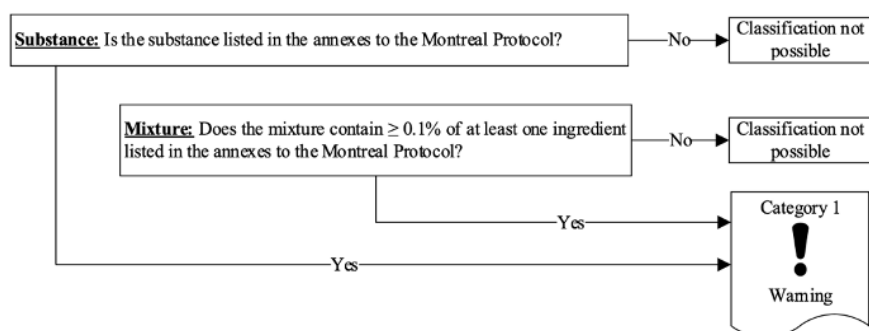 Substance: Is the substance listed in the annexes to the Montreal Protocol?
No
Classification not
possible
Mixture: Does the mixture contain ≥ 0.1% of at least one ingredient
listed in the annexes to the Montreal Protocol?
No
Classification not
possible
Yes
Yes
Category 1
!
Warning